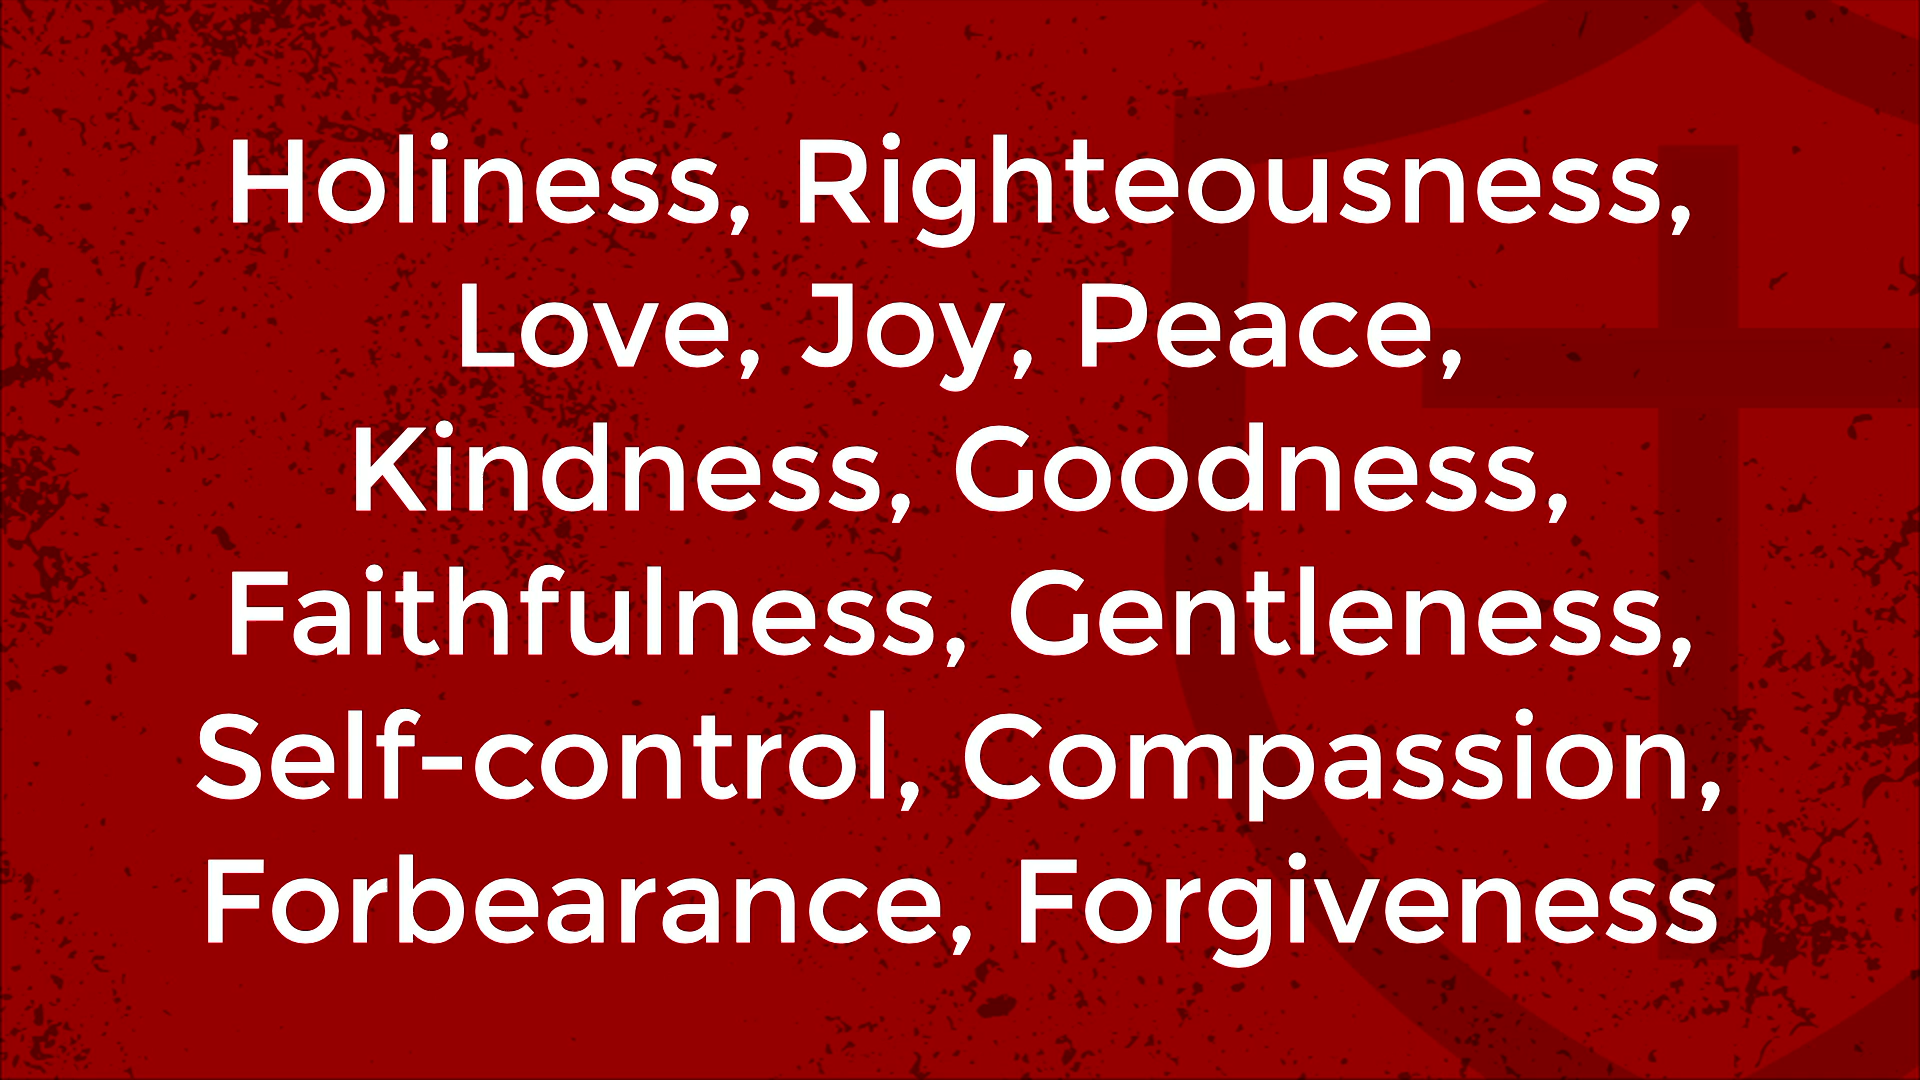 Holiness, Righteousness,
Love, Joy, Peace,
Kindness, Goodness,
Faithfulness, Gentleness,
Self-control, Compassion,
Forbearance, Forgiveness